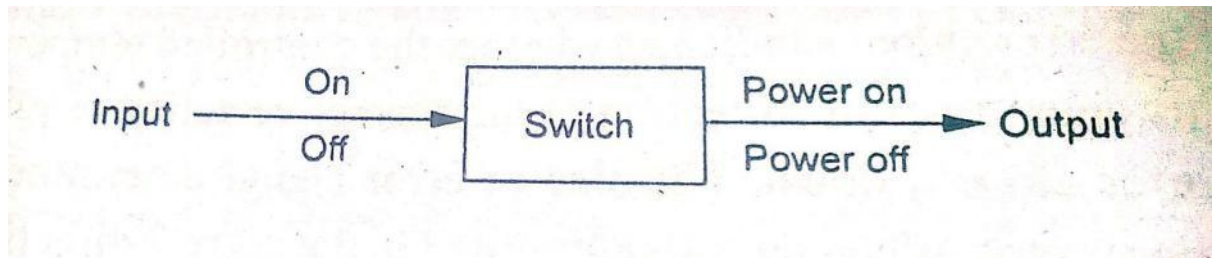 On
Input
Off
Switch
Power on
Power off
Output